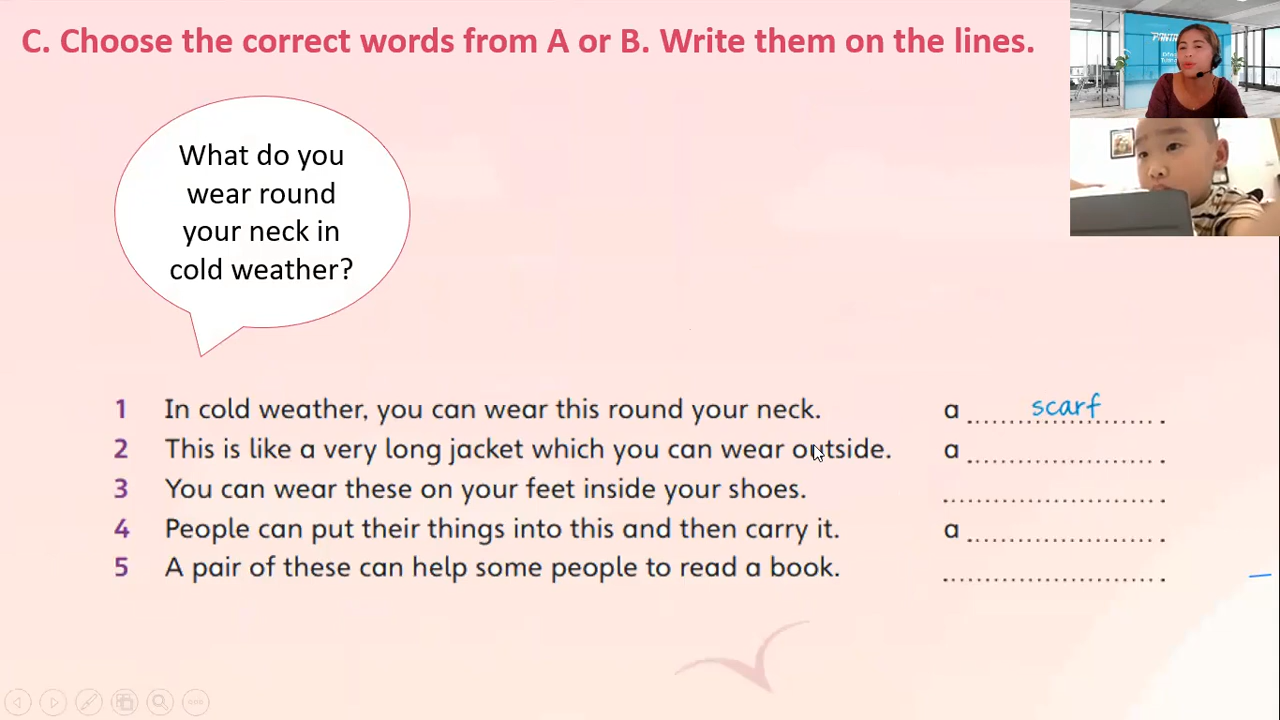 C. Choose the correct words from A or B. Write them on the lines.
What do you
wear round
your neck in
cold weather?
1 In cold weather, you can wear this round your neck. a scarf .
2 This is like a very long jacket which you can wear outside. a .
3 You can wear these on your feet inside your shoes. .
4 People can put their things into this and then carry it. a .
5 A pair of these can help some people to read a book. .